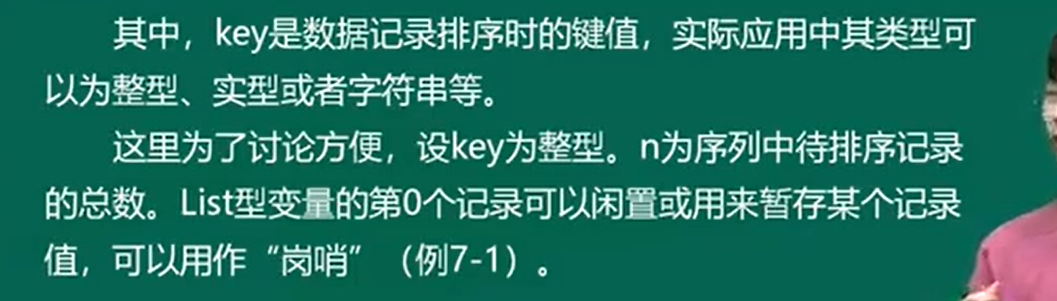 其中，key是数据记录排序时的键值，实际应用中其类型可
以为整型、实型或者字符串等。
这里为了讨论方便，设key为整型。n为序列中待排序记录
的总数。List型变量的第0个记录可以闲置或用来暂存某个记录
值，可以用作“岗哨”（例7-1）。